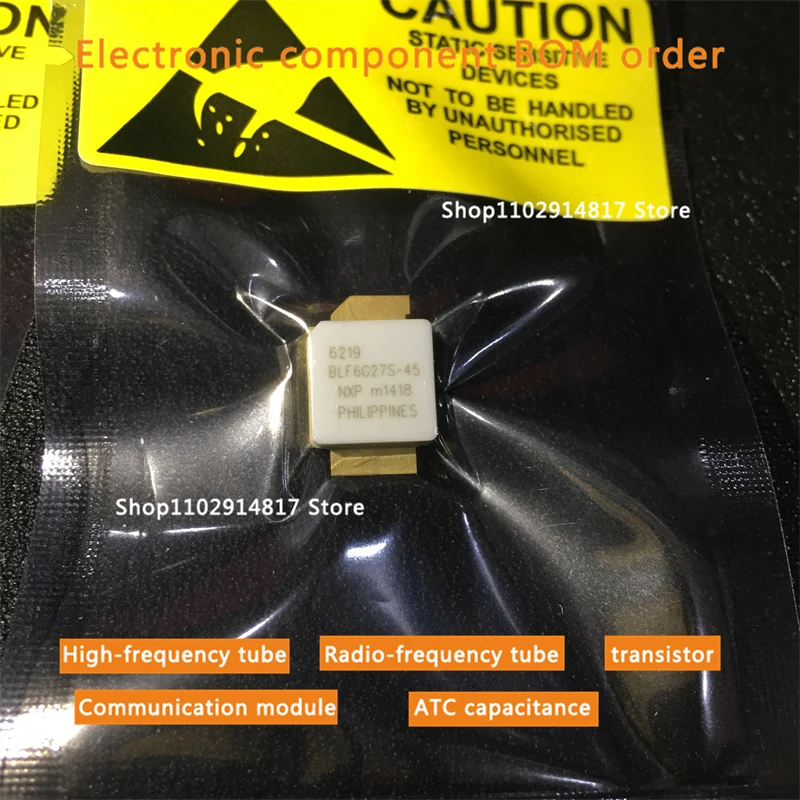 CAUTION
Electronic component BOM order
STATIC SENSITIVE
DEVICES
NOT TO BE HANDLED
BY UNAUTHORISED
PERSONNEL
ON
VE
LED
ED
Shop1102914817 Store
6219
BLF6G27S-45
NXP m1418
PHILIPPINES
Shop1102914817 Store
High-frequency tube
Radio-frequency tube
transistor
Communication module
ATC capacitance